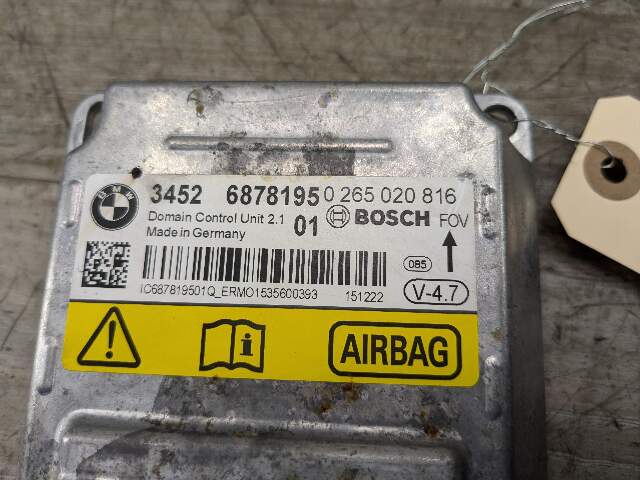 BMW
3452 6878195 0 265 020 816
Domain Control Unit 2.1 01 BOSCH FOV
Made in Germany
085
IC687819501Q_ERMO1535600393 151222 V-4.7
i AIRBAG